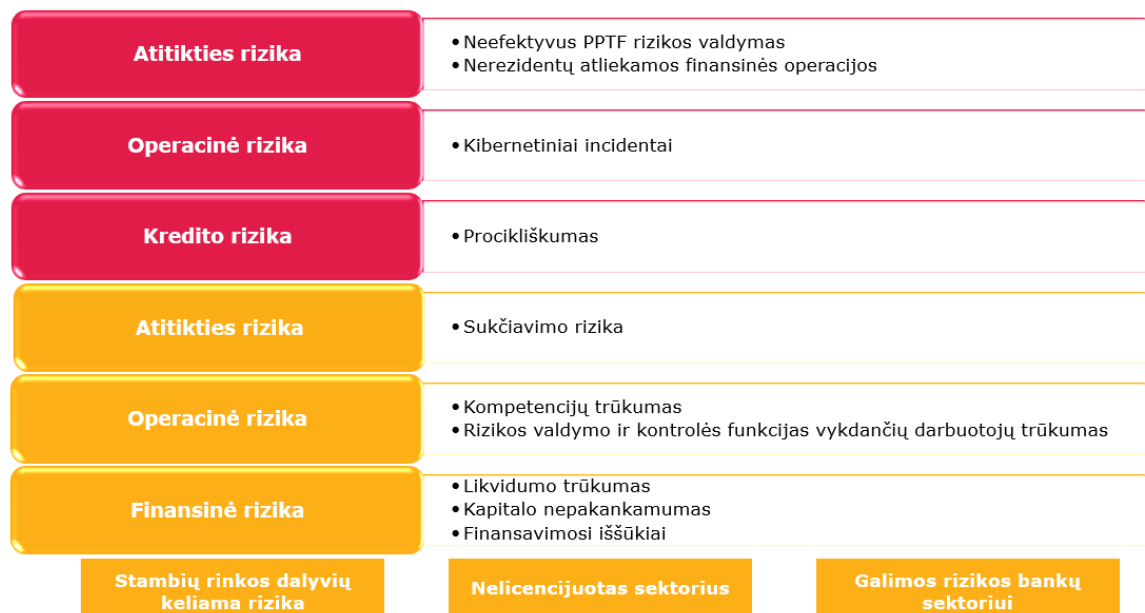 Atitikties rizika
• Neefektyvus PPTF rizikos valdymas
• Nerezidentų atliekamos finansinės operacijos
Operacinė rizika
• Kibernetiniai incidentai
Kredito rizika
• Procikliškumas
Atitikties rizika
• Sukčiavimo rizika
Operacinė rizika
• Kompetencijų trūkumas
• Rizikos valdymo ir kontrolės funkcijas vykdančių darbuotojų trūkumas
Finansinė rizika
• Likvidumo trūkumas
• Kapitalo nepakankamumas
• Finansavimosi iššūkiai
Stambių rinkos dalyvių
keliama rizika
Nelicencijuotas sektorius
Galimos rizikos bankų
sektoriui